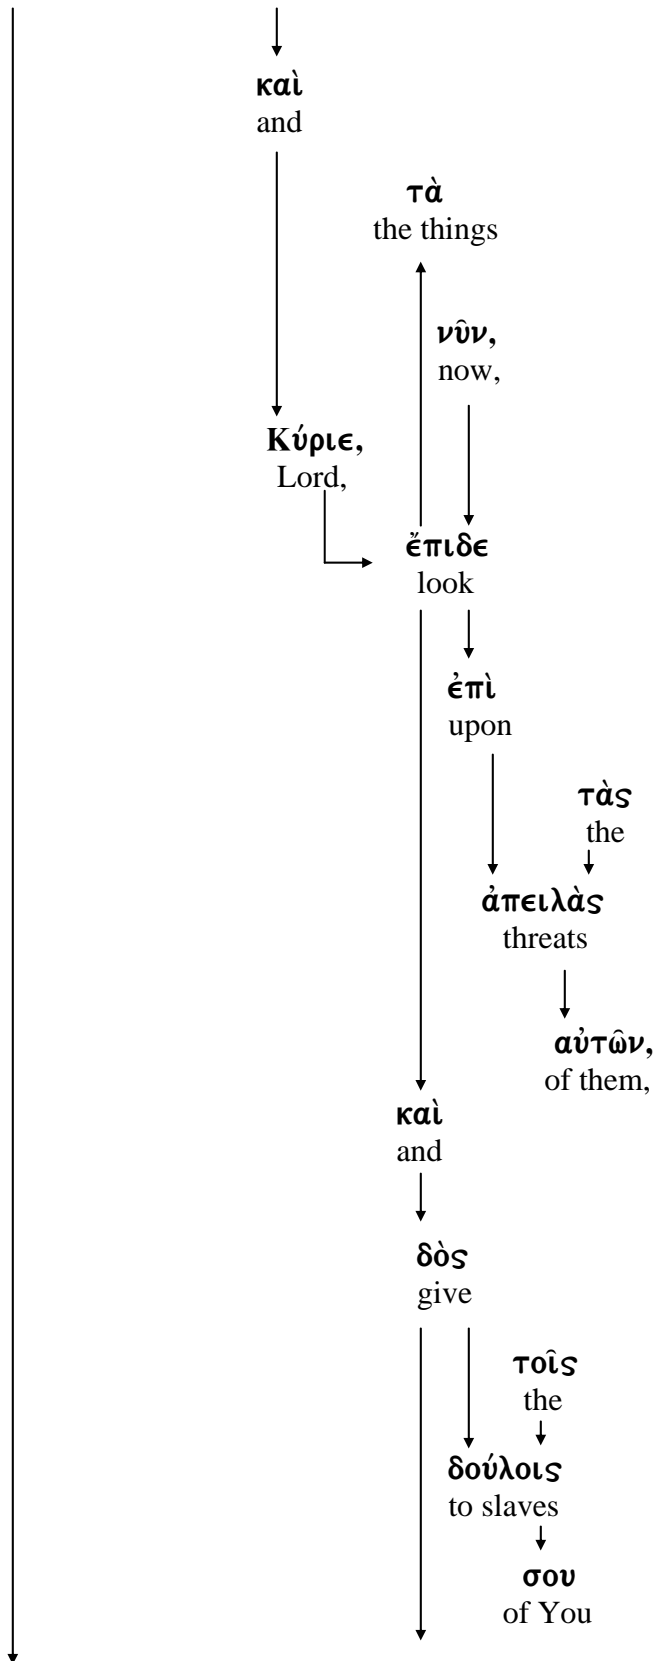 καὶ
and
τὰ
the things
νῦν,
now,
Κύριε,
Lord,
ἔπιδε
look
ἐπὶ
upon
τὰς
the
ἀπειλὰς
threats
αὐτῶν,
of them,
καὶ
and
δὸς
give
τοῖς
the
δούλοις
to slaves
σου
of You